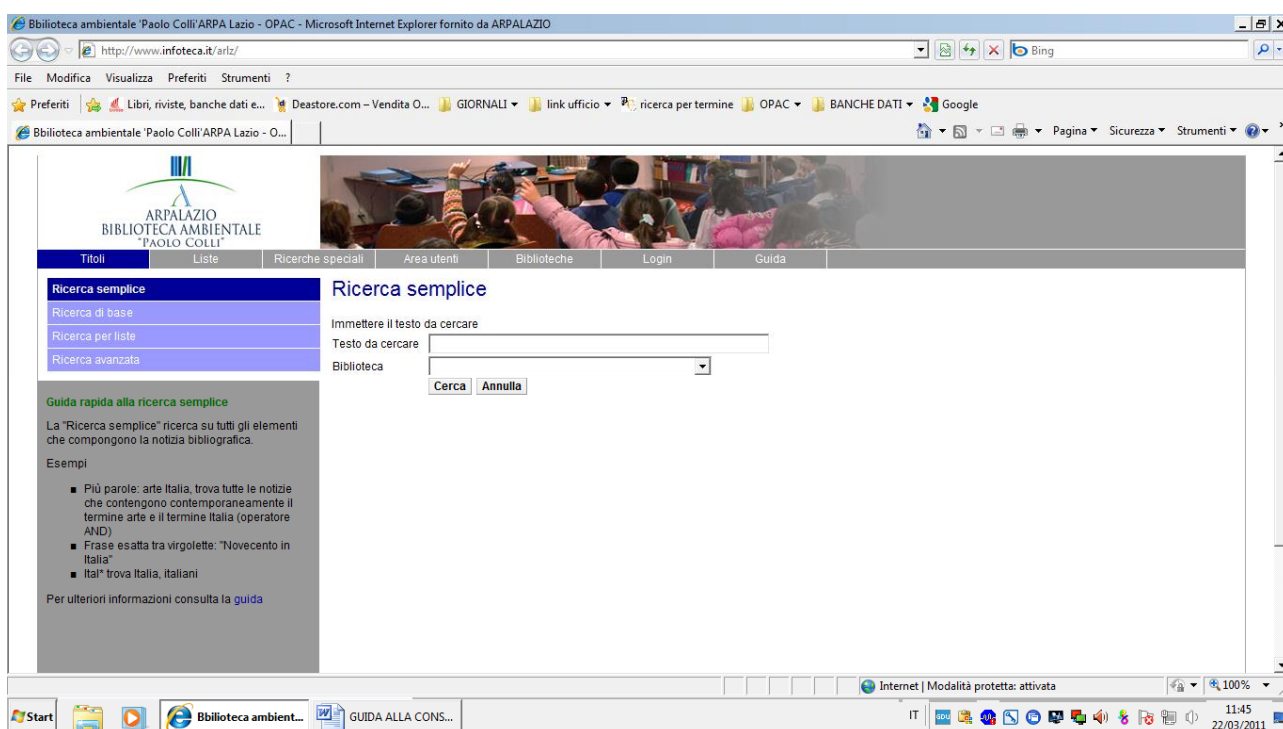 Bbilioteca ambientale 'Paolo Colli'ARPA Lazio - OPAC - Microsoft Internet Explorer fornito da ARPALAZIO
http://www.infoteca.it/arlz/
Bing
File Modifica Visualizza Preferiti Strumenti ?
Preferiti Libri, riviste, banche dati e... Deastore.com – Vendita O... GIORNALI link ufficio ricerca per termine OPAC BANCHE DATI Google
Bbilioteca ambientale 'Paolo Colli'ARPA Lazio - O... Pagina Sicurezza Strumenti
ARPALAZIO
BIBLIOTECA AMBIENTALE
"PAOLO COLLI"
Titoli Liste Ricerche speciali Area utenti Biblioteche Login Guida
Ricerca semplice
Ricerca di base
Ricerca per liste
Ricerca avanzata
Ricerca semplice
Immettere il testo da cercare
Testo da cercare
Biblioteca
Cerca Annulla
Guida rapida alla ricerca semplice
La "Ricerca semplice" ricerca su tutti gli elementi
che compongono la notizia bibliografica.
Esempi
Più parole: arte Italia, trova tutte le notizie
che contengono contemporaneamente il
termine arte e il termine Italia (operatore
AND)
Frase esatta tra virgolette: "Novecento in
Italia"
Ital* trova Italia, italiani
Per ulteriori informazioni consulta la guida
Internet | Modalità protetta: attivata 100%
Start Bbilioteca ambient... GUIDA ALLA CONS... IT GDU 11:45
22/03/2011